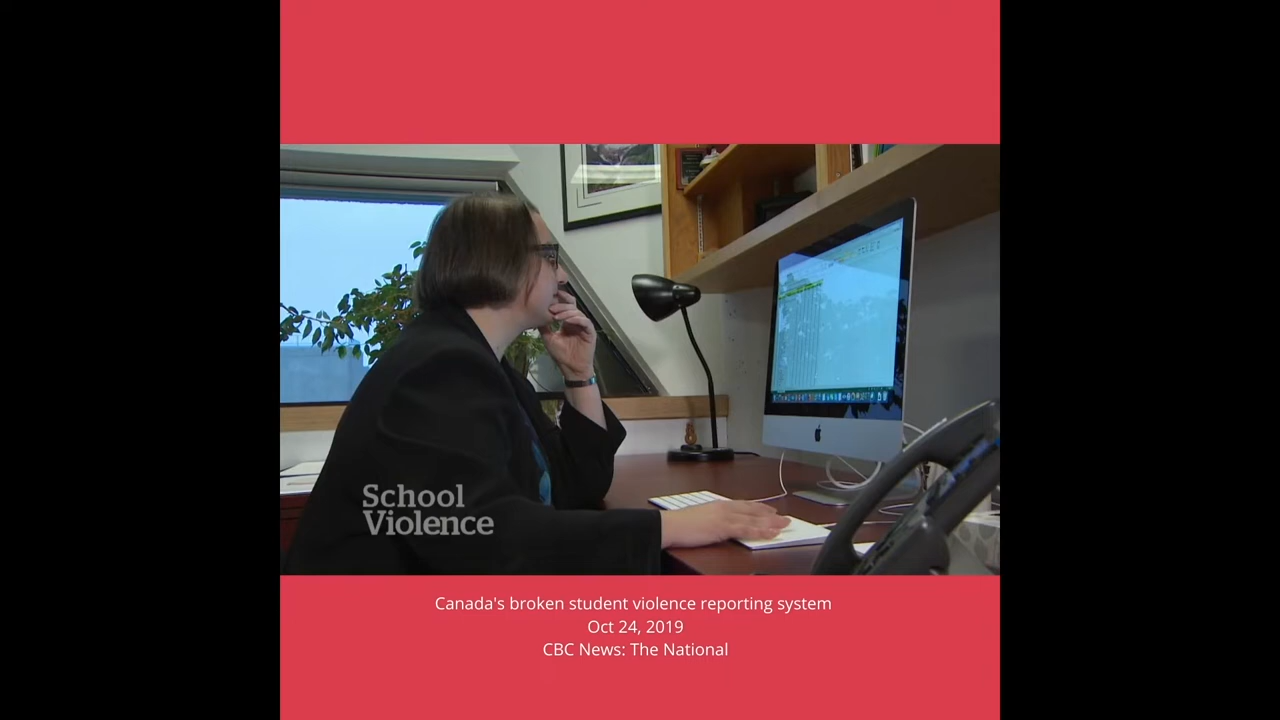 School
Violence
Canada's broken student violence reporting system
Oct 24, 2019
CBC News: The National